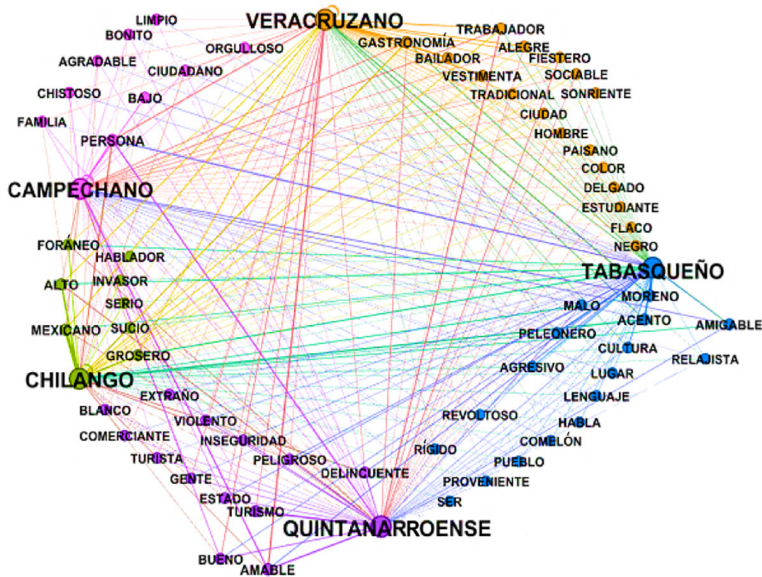 LIMPIO
VERACRUZANO
BONITO
TRABAJADOR
ORGULLOSO
GASTRONOMÍA
ALEGRE
AGRADABLE
BAILADOR
FIESTERO
CIUDADANO
VESTIMENTA
SOCIABLE
CHISTOSO
BAJO
TRADICIONAL
SONRIENTE
FAMILIA
CIUDAD
PERSONA
HOMBRE
PAISANO
COLOR
CAMPECHANO
DELGADO
ESTUDIANTE
FLACO
FORÁNEO
NEGRO
HABLADOR
TABASQUEÑO
ALTO
INVASOR
MORENO
SERIO
MALO
ACENTO
AMIGABLE
MEXICANO
SUCIO
PELEONERO
CULTURA
GROSERO
RELAJISTA
CHILANGO
AGRESIVO
LUGAR
EXTRAÑO
LENGUAJE
BLANCO
VIOLENTO
REVOLTOSO
HABLA
COMERCIANTE
INSEGURIDAD
COMELÓN
RÍGIDO
TURISTA
PELIGROSO
PUEBLO
GENTE
DELINCUENTE
PROVENIENTE
ESTADO
SER
TURISMO
QUINTANARROENSE
BUENO
AMABLE